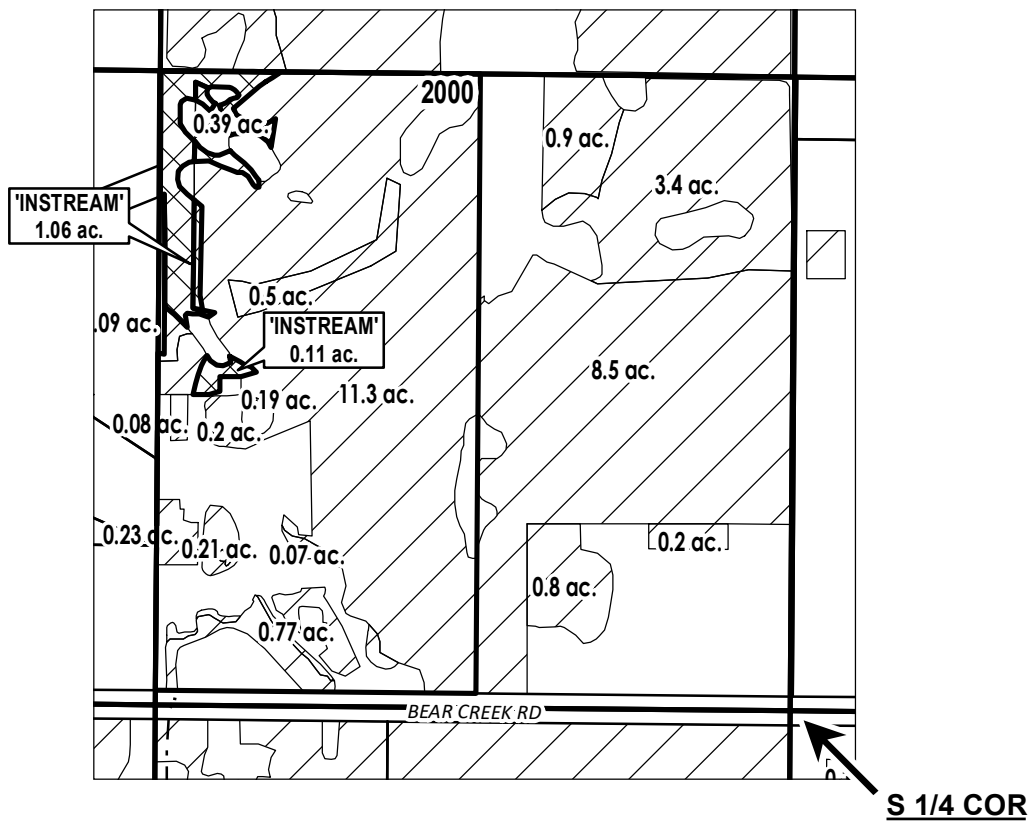 2000
0.39 ac.
0.9 ac.
3.4 ac.
'INSTREAM'
1.06 ac.
0.5 ac.
.09 ac.
'INSTREAM'
0.11 ac.
8.5 ac.
0.19 ac.
11.3 ac.
0.08 ac.
0.2 ac.
0.23 ac.
0.21 ac.
0.07 ac.
0.2 ac.
0.8 ac.
0.77 ac.
BEAR CREEK RD
S 1/4 COR